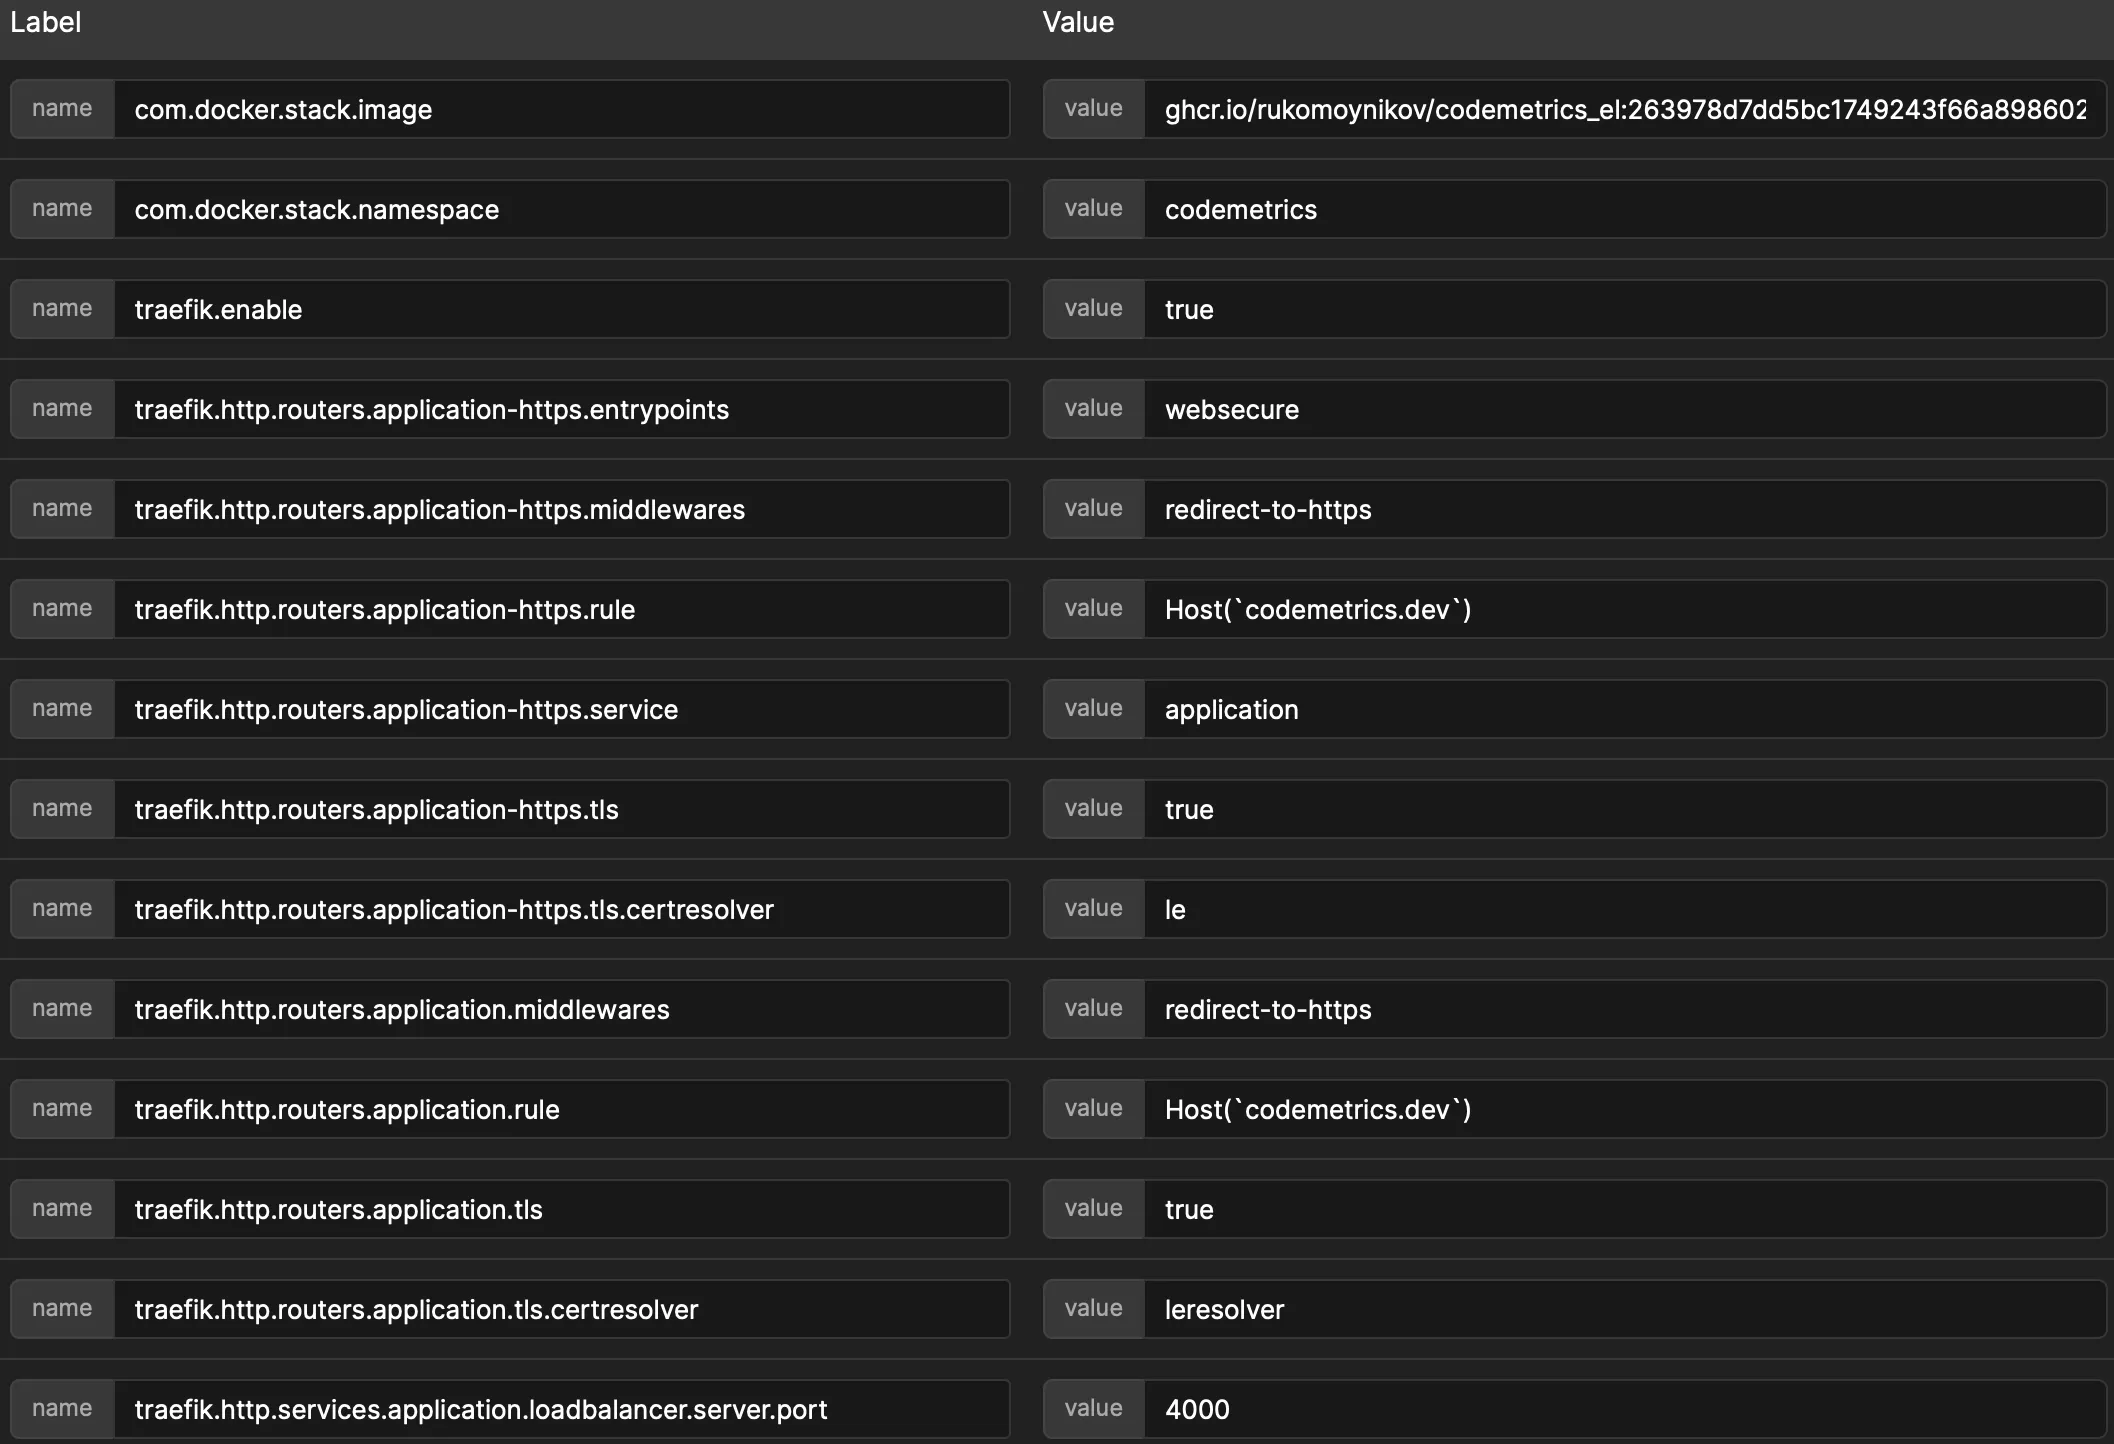 Label Value
name com.docker.stack.image value ghcr.io/rukomoynikov/codemetrics_el:263978d7dd5bc1749243f66a898602
name com.docker.stack.namespace value codemetrics
name traefik.enable value true
name traefik.http.routers.application-https.entrypoints value websecure
name traefik.http.routers.application-https.middlewares value redirect-to-https
name traefik.http.routers.application-https.rule value Host(`codemetrics.dev`)
name traefik.http.routers.application-https.service value application
name traefik.http.routers.application-https.tls value true
name traefik.http.routers.application-https.tls.certresolver value le
name traefik.http.routers.application.middlewares value redirect-to-https
name traefik.http.routers.application.rule value Host(`codemetrics.dev`)
name traefik.http.routers.application.tls value true
name traefik.http.routers.application.tls.certresolver value leresolver
name traefik.http.services.application.loadbalancer.server.port value 4000